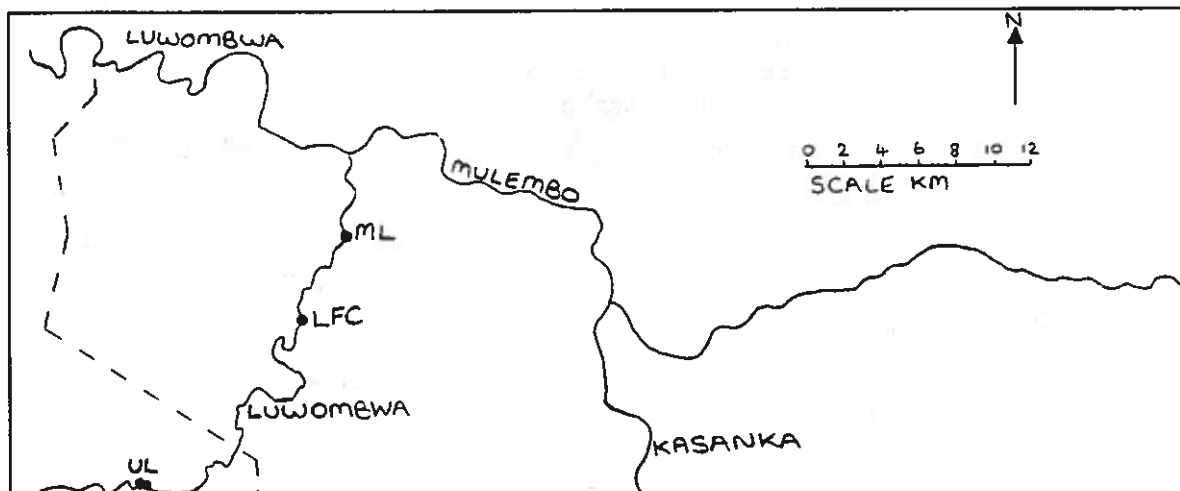 LUWOMBWA
N
0 2 4 6 8 10 12
SCALE KM
MULEMBO
ML
LFC
LUWOMBWA
KASANKA
UL